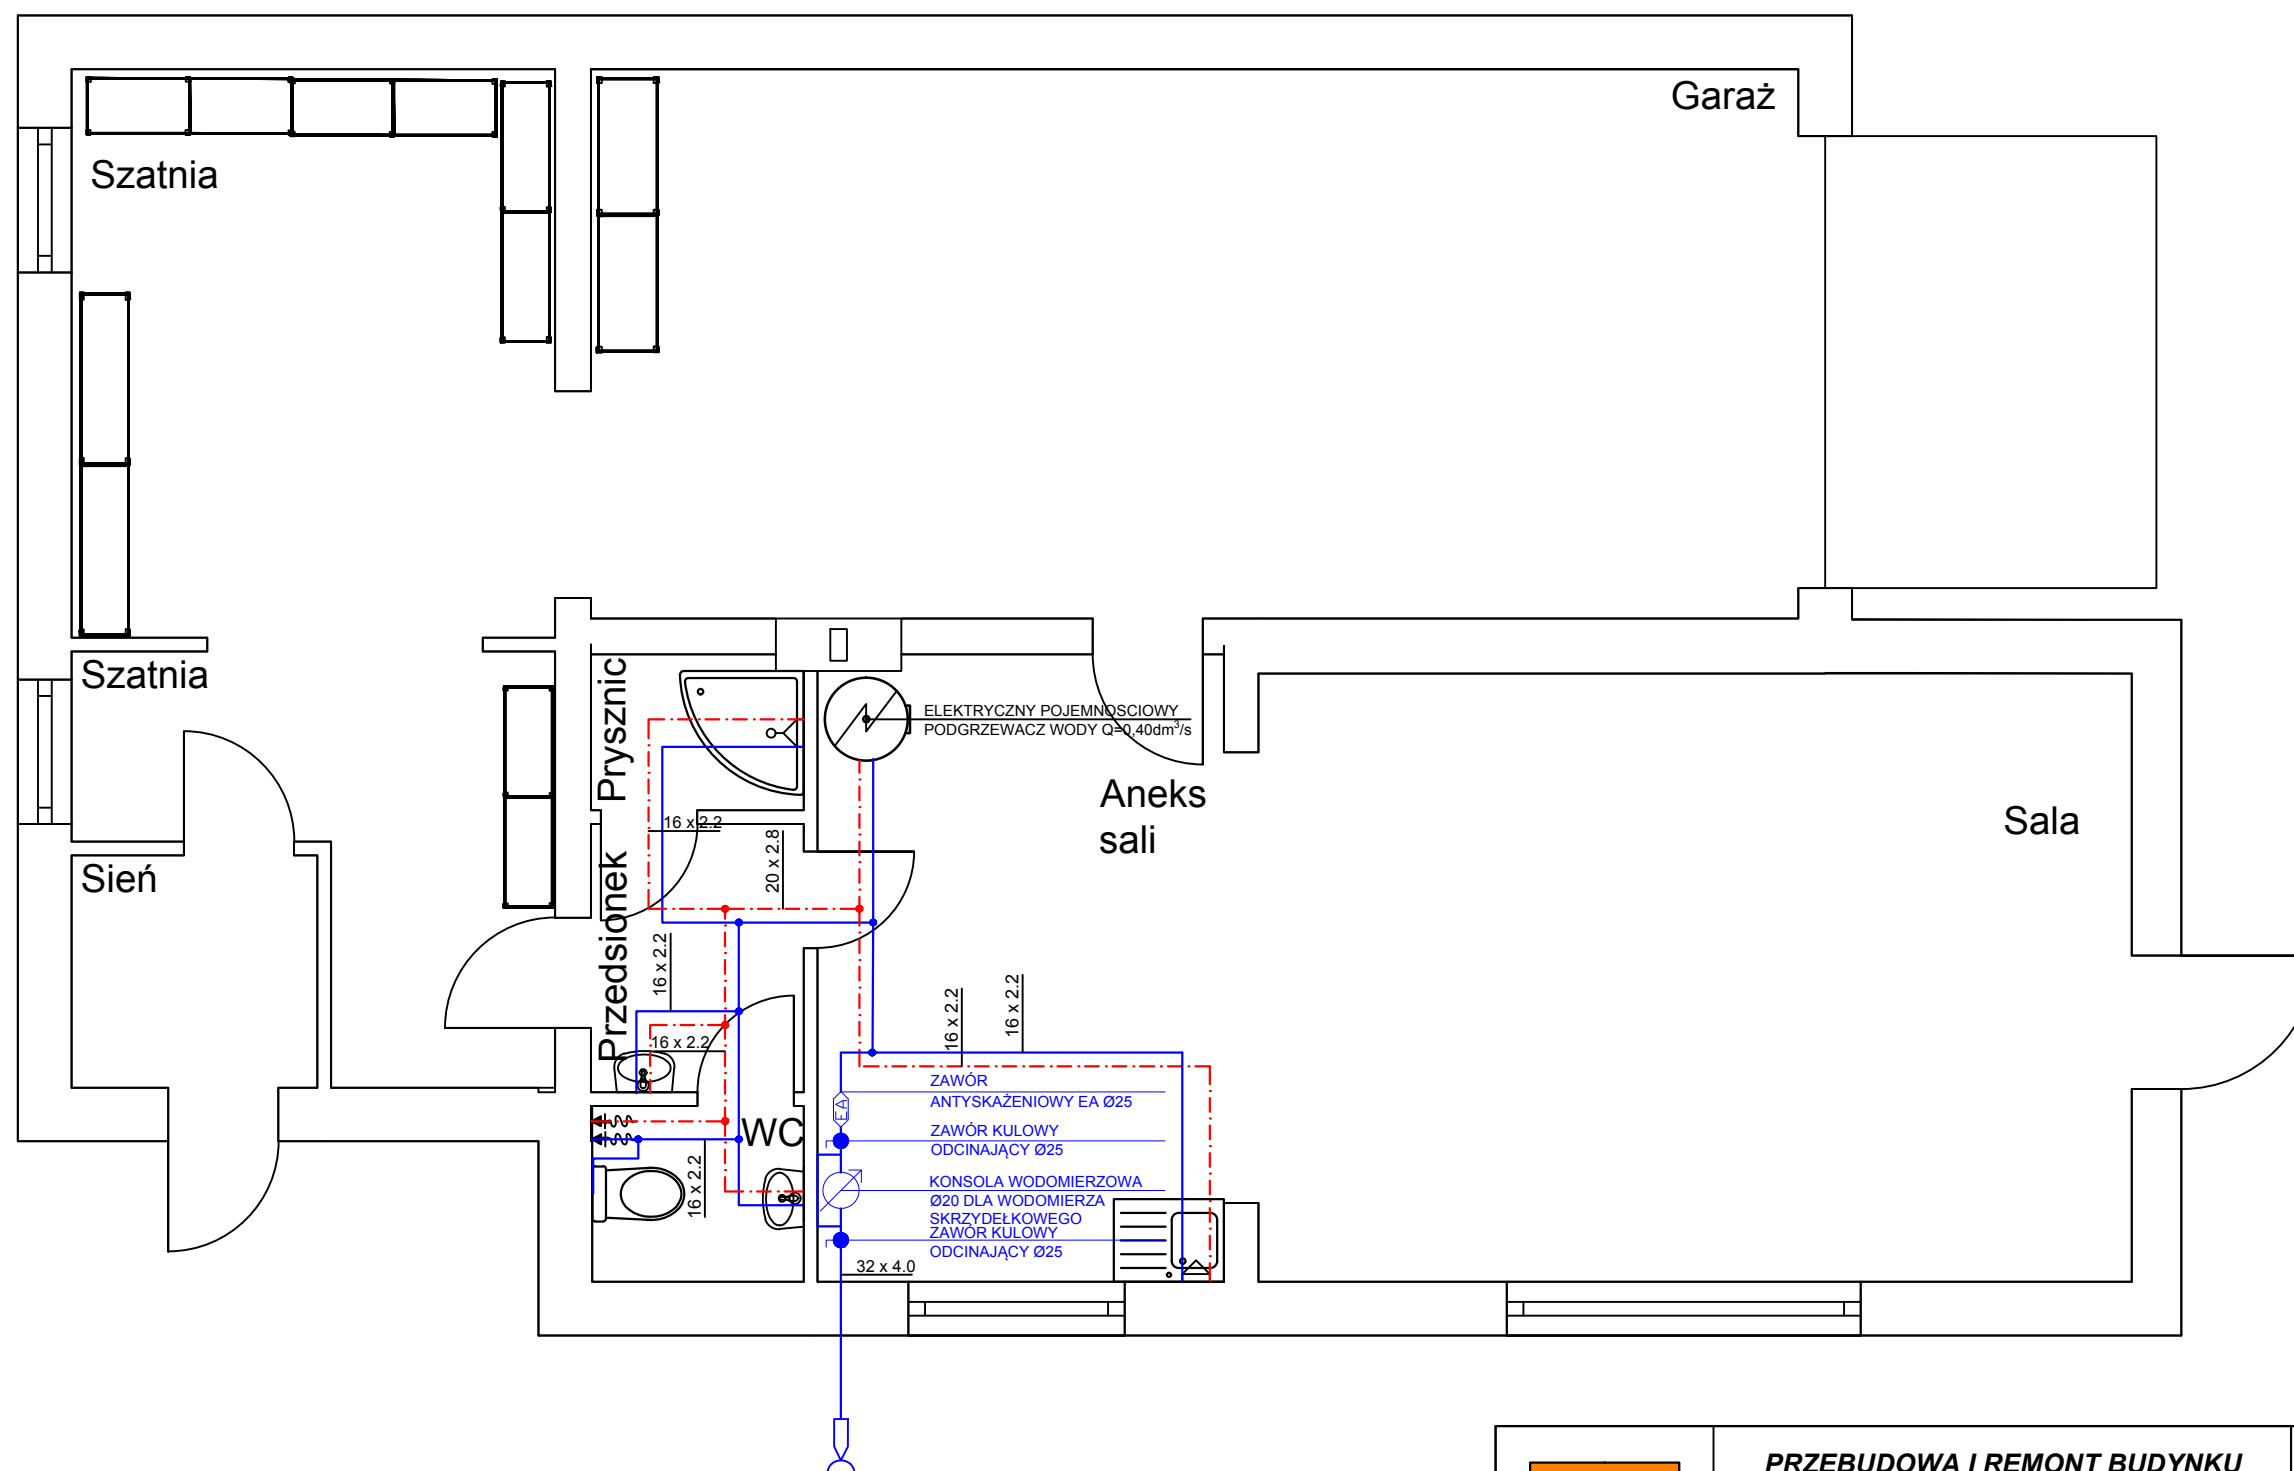 Garaż
Szatnia
Szatnia
Prysznic
ELEKTRYCZNY POJEMNOSCIOWY
PODGRZEWACZ WODY Q=0,40dm³/s
Aneks
sali
Sala
16 x 2.2
20 x 2.8
Sień
Przedsionek
16 x 2.2
16 x 2.2
16 x 2.2
16 x 2.2
ZAWÓR
ANTYSKAŻENIOWY EA Ø25
EA
WC
ZAWÓR KULOWY
ODCINAJĄCY Ø25
16 x 2.2
KONSOLA WODOMIERZOWA
Ø20 DLA WODOMIERZA
SKRZYDEŁKOWEGO
ZAWÓR KULOWY
ODCINAJĄCY Ø25
32 x 4.0
PRZEBUDOWA I REMONT BUDYNKU